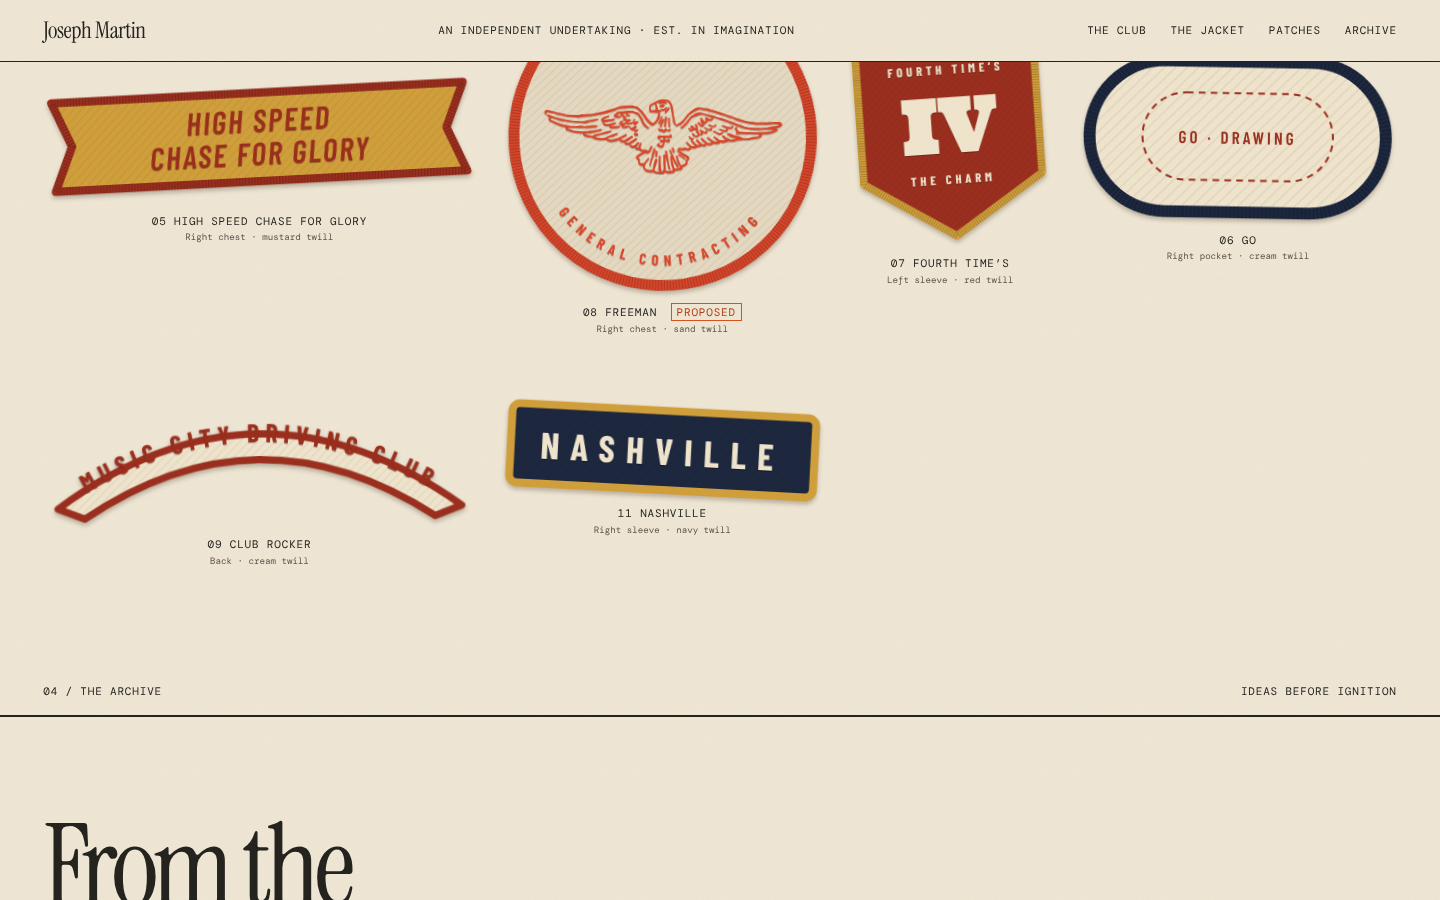 Joseph Martin
AN INDEPENDENT UNDERTAKING · EST. IN IMAGINATION
THE CLUB
THE JACKET
PATCHES
ARCHIVE
HIGH SPEED
CHASE FOR GLORY
05 HIGH SPEED CHASE FOR GLORY
Right chest · mustard twill
GENERAL CONTRACTING
08 FREEMAN PROPOSED
Right chest · sand twill
FOURTH TIME'S
IV
THE CHARM
07 FOURTH TIME'S
Left sleeve · red twill
GO · DRAWING
06 GO
Right pocket · cream twill
MUSIC CITY DRIVING CLUB
09 CLUB ROCKER
Back · cream twill
NASHVILLE
11 NASHVILLE
Right sleeve · navy twill
04 / THE ARCHIVE
IDEAS BEFORE IGNITION
From the